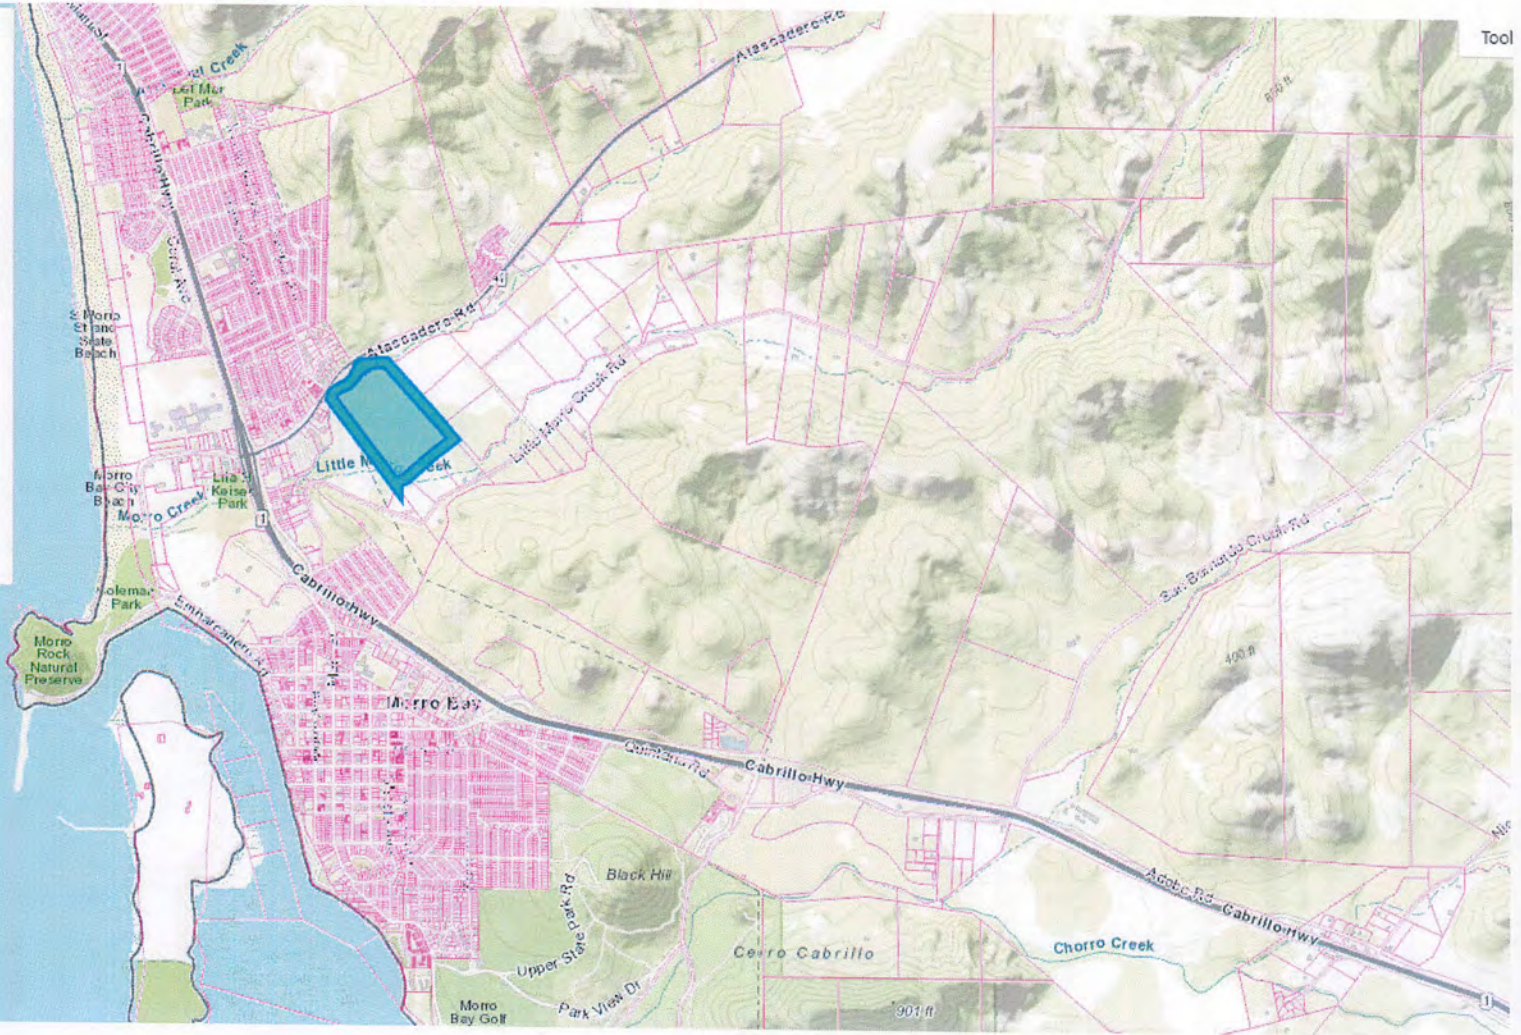 Tool
Atascadero Rd
Creek
Del Mar
Park
Cabrillo Hwy
800 ft
Coral Ave
41
S Morro
Strand
State
Beach
Atascadero Rd
Little Morro Creek Rd
Little Morro Creek
Morro
Bay City
Beach
Lila
Keiser
Park
Morro Creek
1
San Bernardo Creek Rd
Cabrillo Hwy
Coleman
Park
Embarcadero Rd
Morro
Rock
Natural
Preserve
400 ft
Morro Bay
Quintana Rd
Cabrillo Hwy
Black Hill
Adobe Rd
Cabrillo Hwy
Upper State Park Rd
Cerro Cabrillo
Chorro Creek
Park View Dr
Morro
Bay Golf
901 ft
1